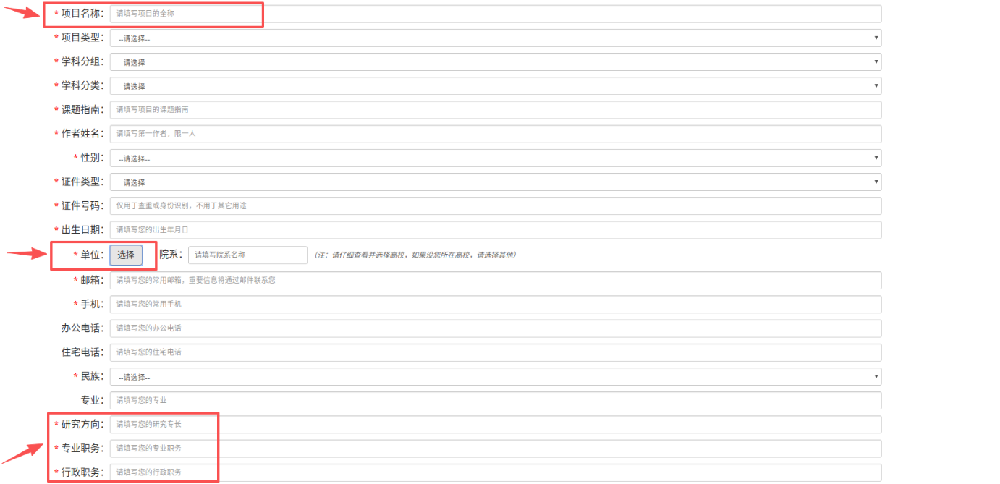 * 项目名称： 请填写项目的全称
* 项目类型： --请选择--
* 学科分组： --请选择--
* 学科分类： --请选择--
* 课题指南： 请填写项目的课题指南
* 作者姓名： 请填写第一作者，限一人
* 性别： --请选择--
* 证件类型： --请选择--
* 证件号码： 仅用于查重或身份识别，不用于其它用途
* 出生日期： 请填写您的出生年月日
* 单位： 选择 院系： 请填写院系名称 （注：请仔细查看并选择高校，如果没您所在高校，请选择其他）
* 邮箱： 请填写您的常用邮箱，重要信息将通过邮件联系您
* 手机： 请填写您的常用手机
办公电话： 请填写您的办公电话
住宅电话： 请填写您的住宅电话
* 民族： --请选择--
专业： 请填写您的专业
* 研究方向： 请填写您的研究专长
* 专业职务： 请填写您的专业职务
* 行政职务： 请填写您的行政职务